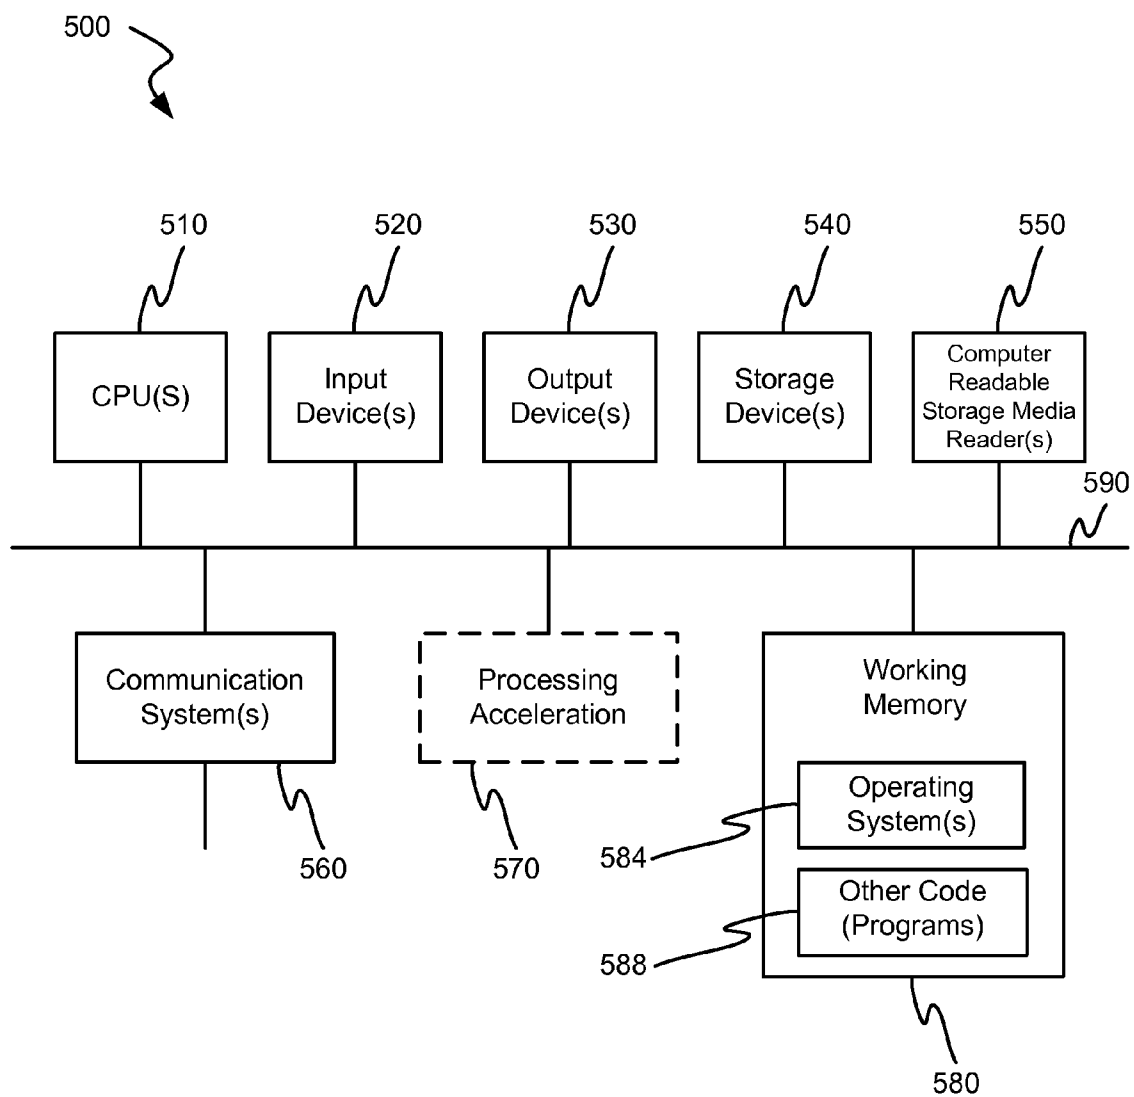 500
510
520
530
540
550
CPU(S)
Input
Device(s)
Output
Device(s)
Storage
Device(s)
Computer
Readable
Storage Media
Reader(s)
590
Communication
System(s)
Processing
Acceleration
Working
Memory
Operating
System(s)
584
560
570
Other Code
(Programs)
588
580